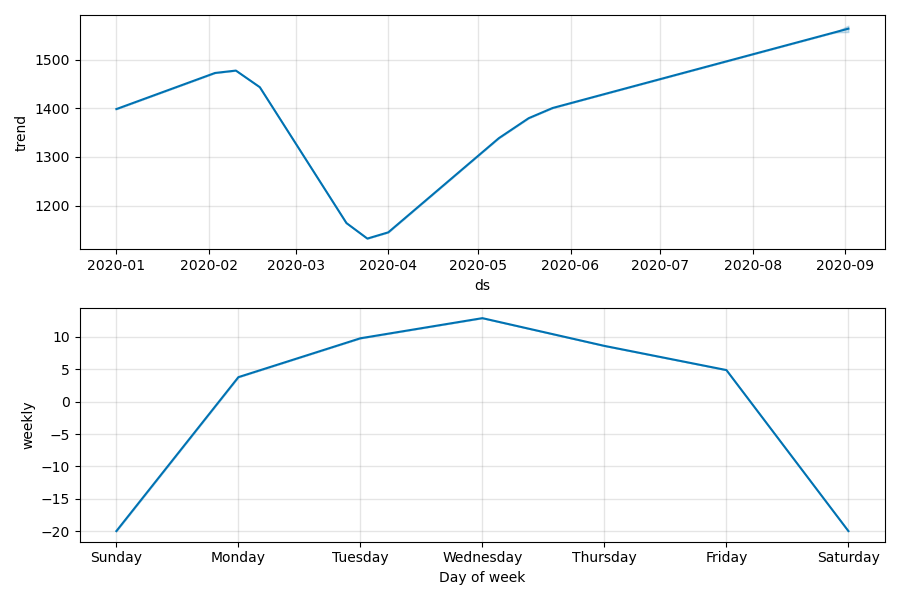 1500
1400
1300
1200
trend
2020-01 2020-02 2020-03 2020-04 2020-05 2020-06 2020-07 2020-08 2020-09
ds
10
5
0
−5
−10
−15
−20
weekly
Sunday Monday Tuesday Wednesday Thursday Friday Saturday
Day of week